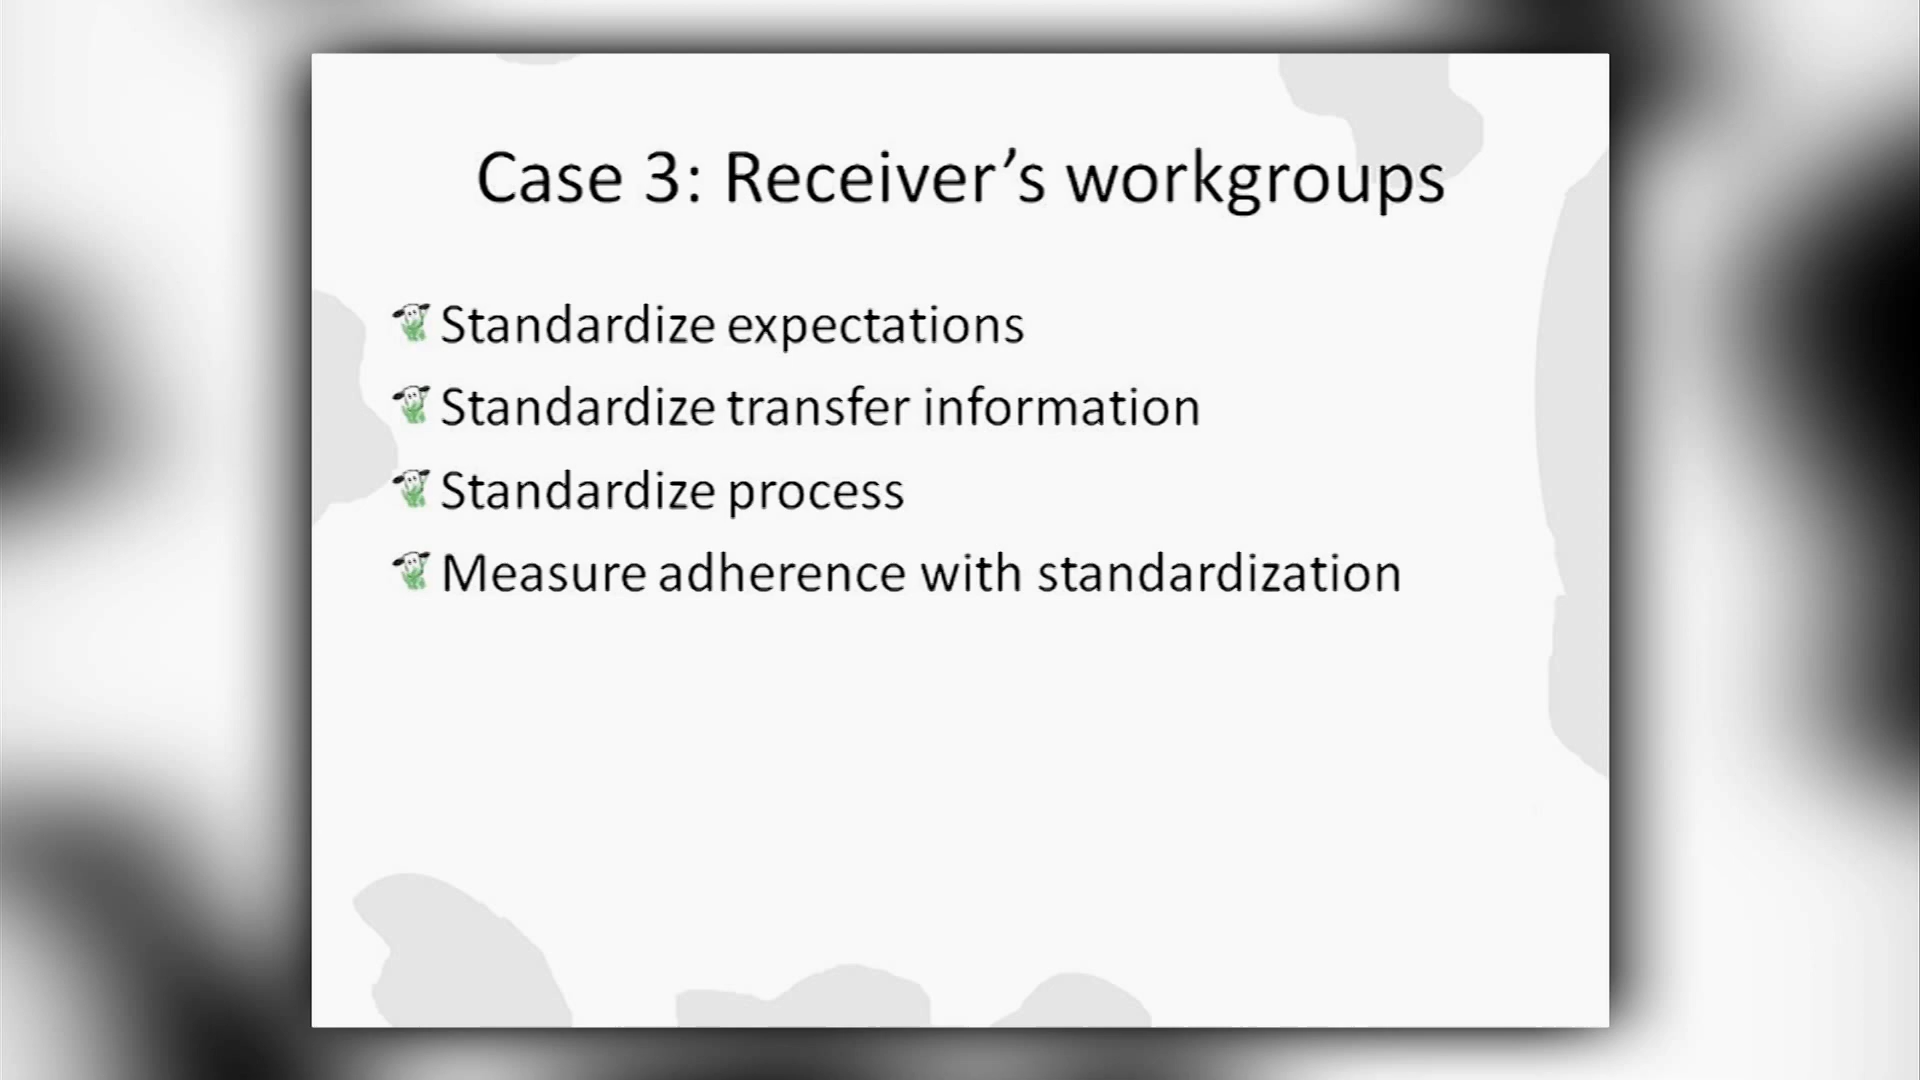 Case 3: Receiver’s workgroups
Standardize expectations
Standardize transfer information
Standardize process
Measure adherence with standardization